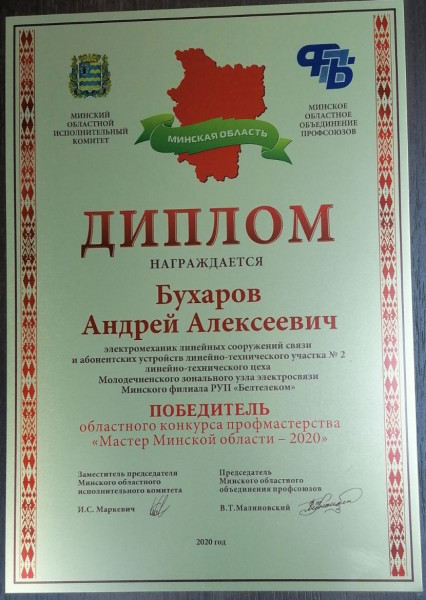 МИНСКИЙ
ОБЛАСТНОЙ
ИСПОЛНИТЕЛЬНЫЙ
КОМИТЕТ
МИНСКАЯ ОБЛАСТЬ
ФПБ
МИНСКОЕ
ОБЛАСТНОЕ
ОБЪЕДИНЕНИЕ
ПРОФСОЮЗОВ
ДИПЛОМ
НАГРАЖДАЕТСЯ
Бухаров
Андрей Алексеевич
электромеханик линейных сооружений связи
и абонентских устройств линейно-технического участка № 2
линейно-технического цеха
Молодечненского зонального узла электросвязи
Минского филиала РУП «Белтелеком»
ПОБЕДИТЕЛЬ
областного конкурса профмастерства
«Мастер Минской области – 2020»
Заместитель председателя
Минского областного
исполнительного комитета
И.С. Маркевич
Председатель
Минского областного
объединения профсоюзов
В.Т.Малиновский
2020 год